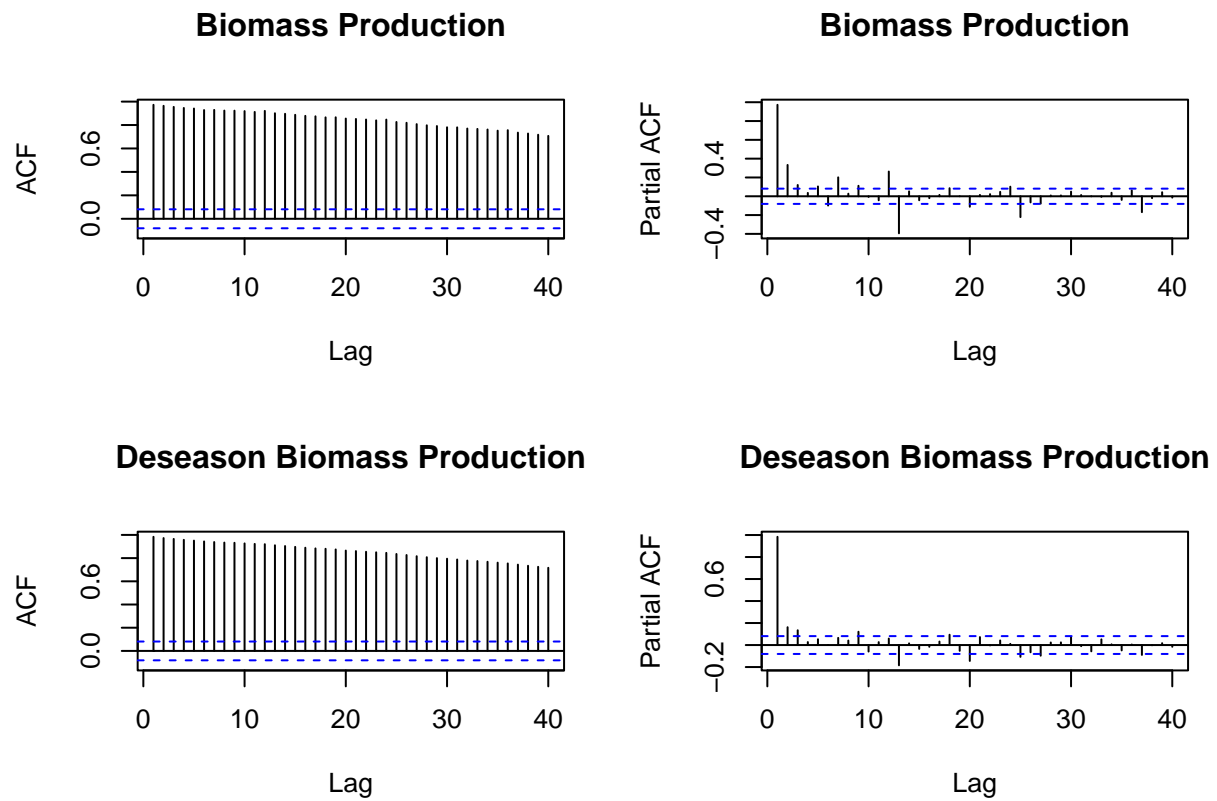 Biomass Production
ACF
0.0 0.6
0 10 20 30 40
Lag
Biomass Production
Partial ACF
−0.4 0.4
0 10 20 30 40
Lag
Deseason Biomass Production
ACF
0.0 0.6
0 10 20 30 40
Lag
Deseason Biomass Production
Partial ACF
−0.2 0.6
0 10 20 30 40
Lag